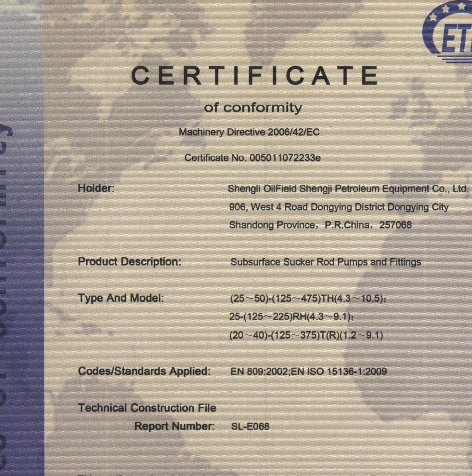 CERTIFICATE
of conformity
Machinery Directive 2006/42/EC
Certificate No. 005011072233e
Holder: Shengli OilField Shengji Petroleum Equipment Co., Ltd.
906, West 4 Road Dongying District Dongying City
Shandong Province, P.R.China, 257068
Product Description: Subsurface Sucker Rod Pumps and Fittings
Type And Model: (25~50)-(125~475)TH(4.3~10.5);
25-(125~225)RH(4.3~9.1);
(20~40)-(125~375)T(R)(1.2~9.1)
Codes/Standards Applied: EN 809:2002;EN ISO 15136-1:2009
Technical Construction File
Report Number: SL-E068